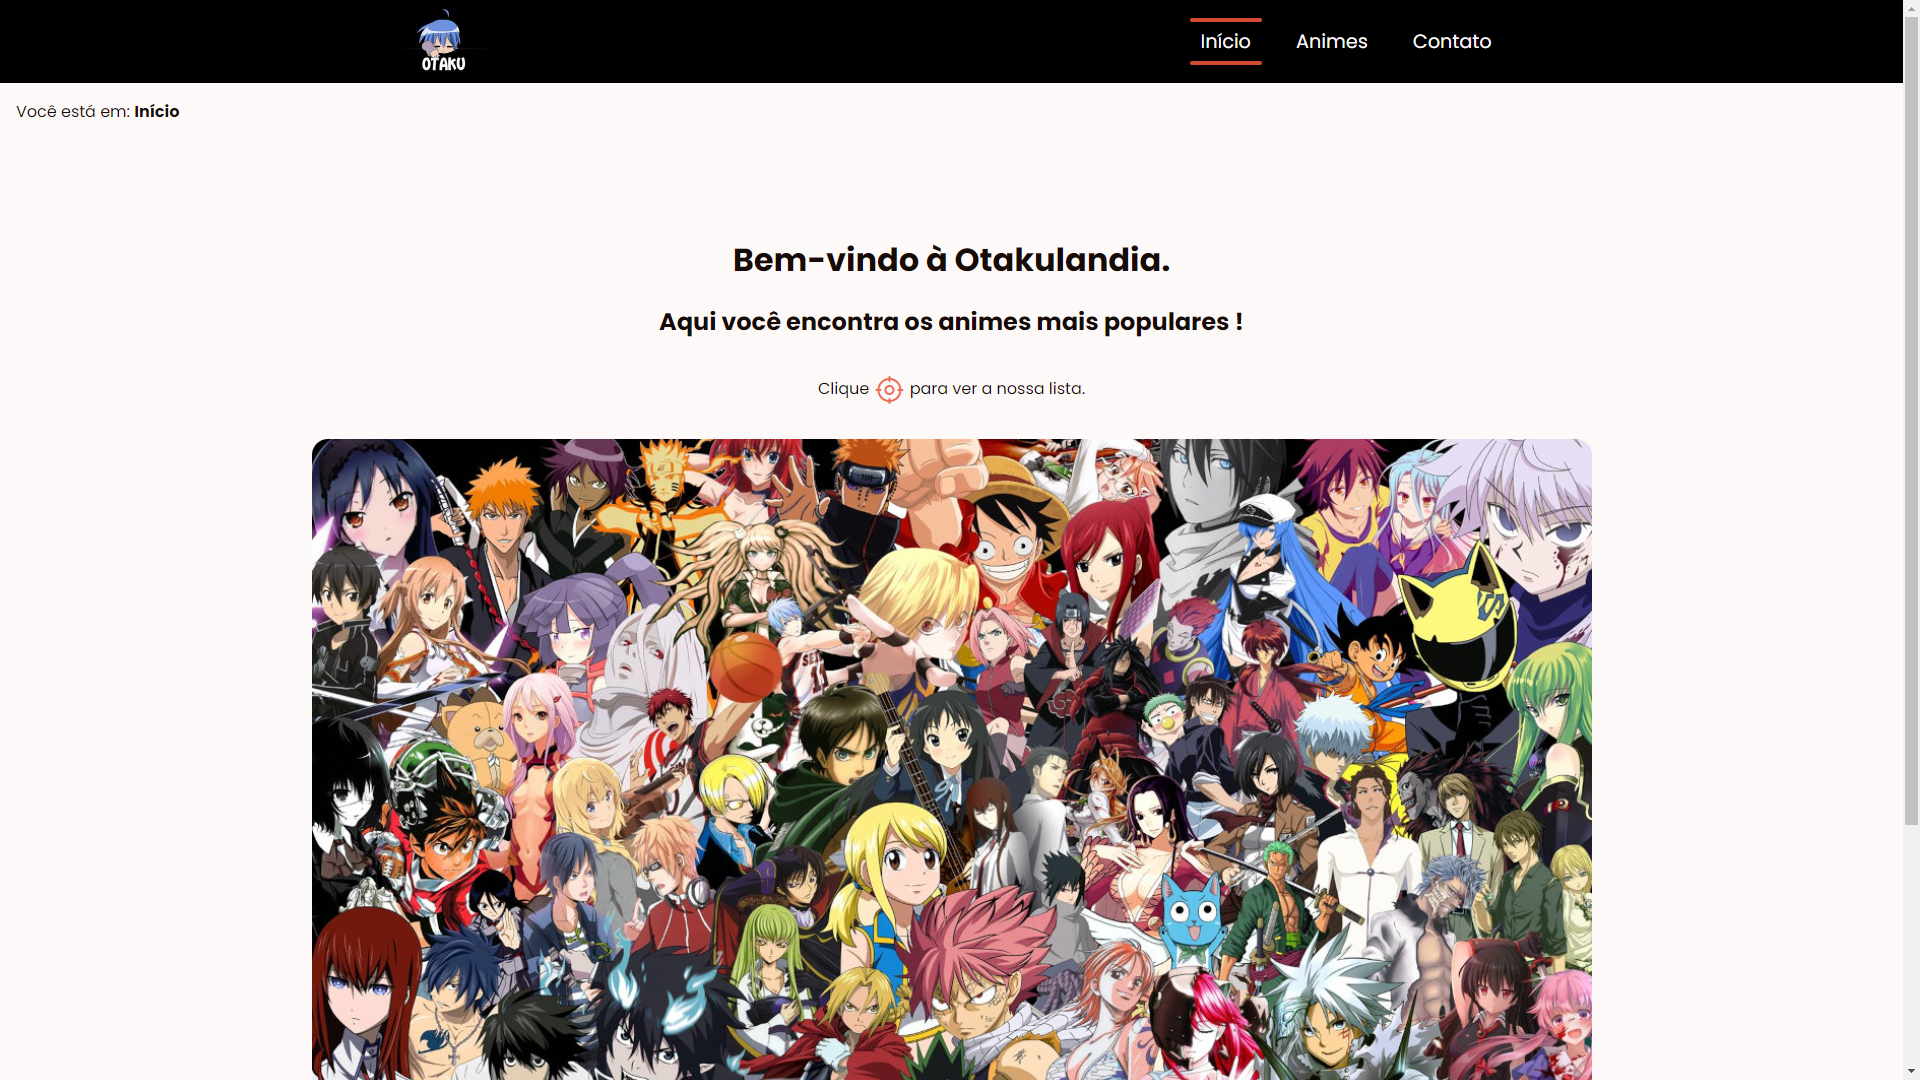 OTAKU
Início Animes Contato
Você está em: Início
Bem-vindo à Otakulandia.
Aqui você encontra os animes mais populares !
Clique para ver a nossa lista.